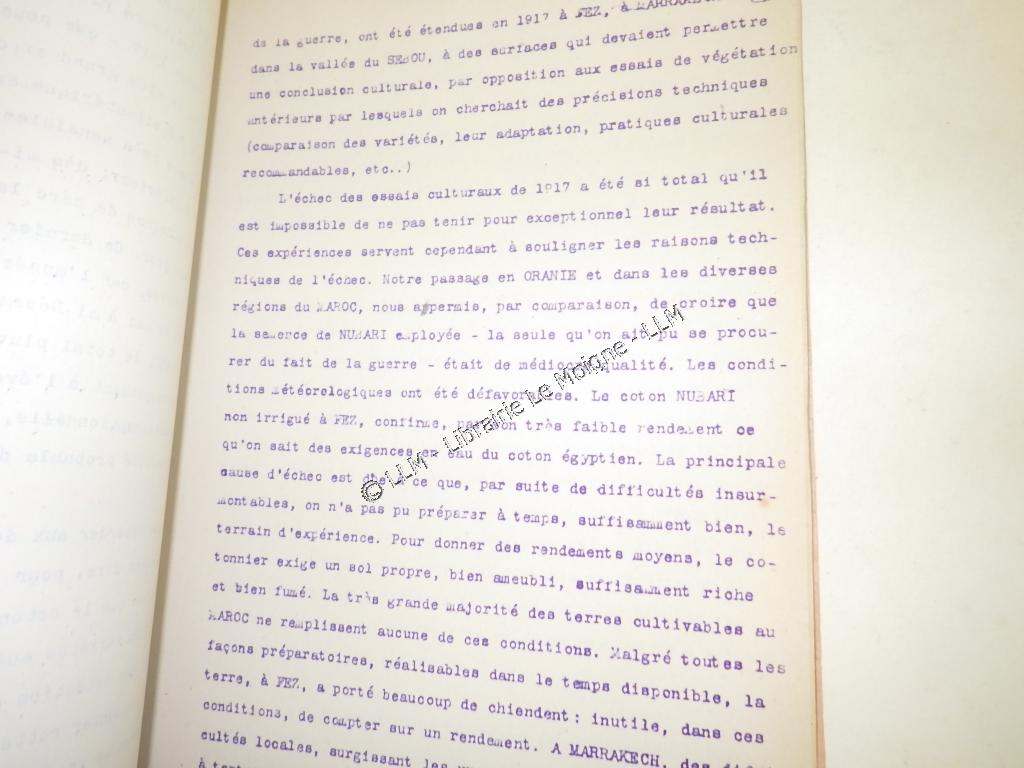 de la guerre, ont été étendues en 1917 à FEZ, à MARRAKECH
dans la vallée du SEBOU, à des surfaces qui devaient permettre
une conclusion culturale, par opposition aux essais de végétation
antérieurs par lesquels on cherchait des précisions techniques
(comparaison des variétés, leur adaptation, pratiques culturales
recommandables, etc..)
L'échec des essais culturaux de 1917 a été si total qu'il
est impossible de ne pas tenir pour exceptionnel leur résultat.
Ces expériences servent cependant à souligner les raisons tech-
niques de l'échec. Notre passage en ORANIE et dans les diverses
régions du MAROC, nous a permis, par comparaison, de croire que
la semence de NUBARI employée - la seule qu'on ait pu se procu-
rer du fait de la guerre - était de médiocre qualité. Les condi-
tions météorologiques ont été défavorables. Le coton NUBARI
non irrigué à FEZ, confirme, par son très faible rendement ce
qu'on sait des exigences en eau du coton égyptien. La principale
cause d'échec est due à ce que, par suite de difficultés insur-
montables, on n'a pas pu préparer à temps, suffisamment bien, le
terrain d'expérience. Pour donner des rendements moyens, le co-
tonnier exige un sol propre, bien ameubli, suffisamment riche
et bien fumé. La très grande majorité des terres cultivables au
MAROC ne remplissent aucune de ces conditions. Malgré toutes les
façons préparatoires, réalisables dans le temps disponible, la
terre, à FEZ, a porté beaucoup de chiendent : inutile, dans ces
conditions, de compter sur un rendement. A MARRAKECH, des
cultés locales, surgissant les
© LLM - Librairie Le Moigne - LLM